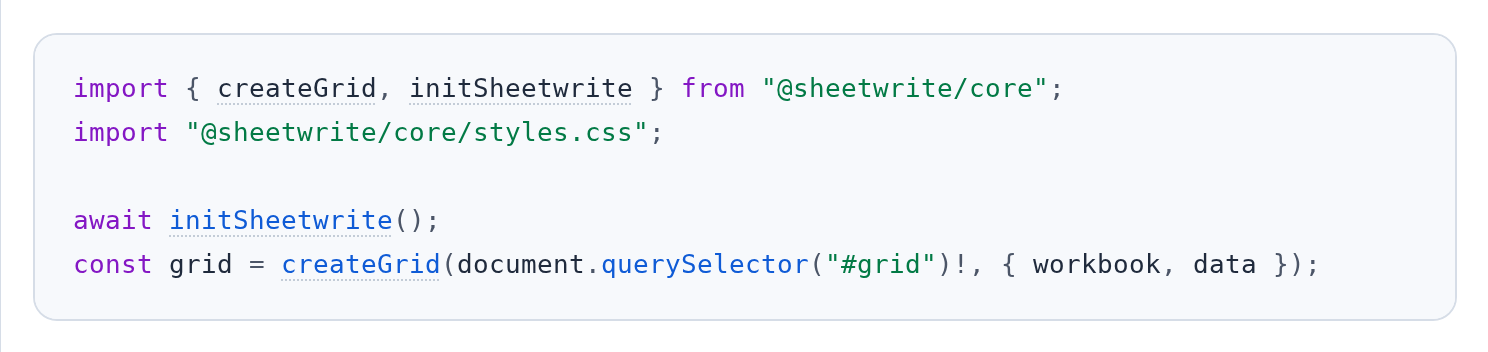 import { createGrid, initSheetwrite } from "@sheetwrite/core";
import "@sheetwrite/core/styles.css";

await initSheetwrite();
const grid = createGrid(document.querySelector("#grid")!, { workbook, data });